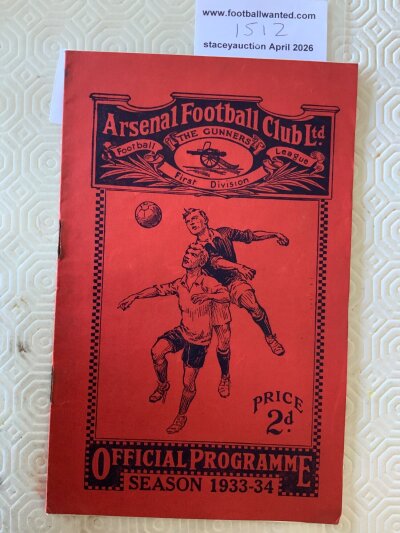 www.footballwanted.com
1512
staceyauction April 2026
Arsenal Football Club Ltd.
THE GUNNERS
Football League
First Division
PRICE
2d.
OFFICIAL PROGRAMME
SEASON 1933-34